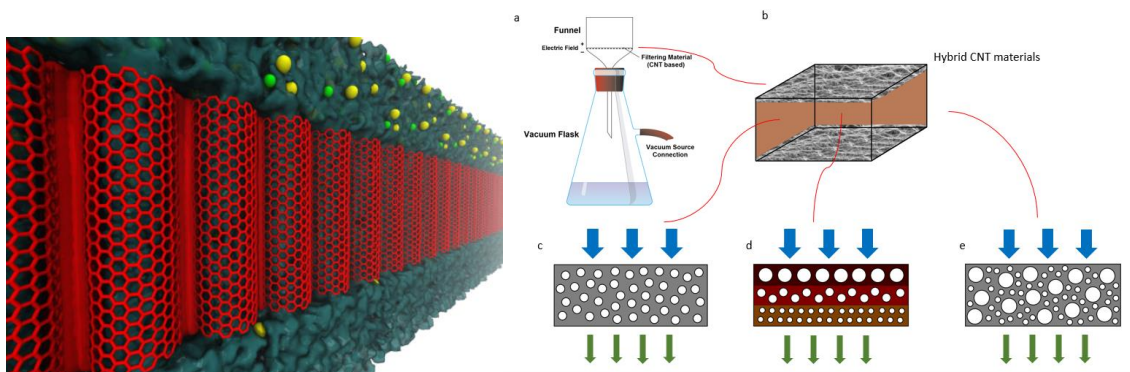 a
Funnel
+
Electric Field
−
Filtering Material
(CNT based)
Vacuum Flask
Vacuum Source
Connection
b
Hybrid CNT materials
c
d
e